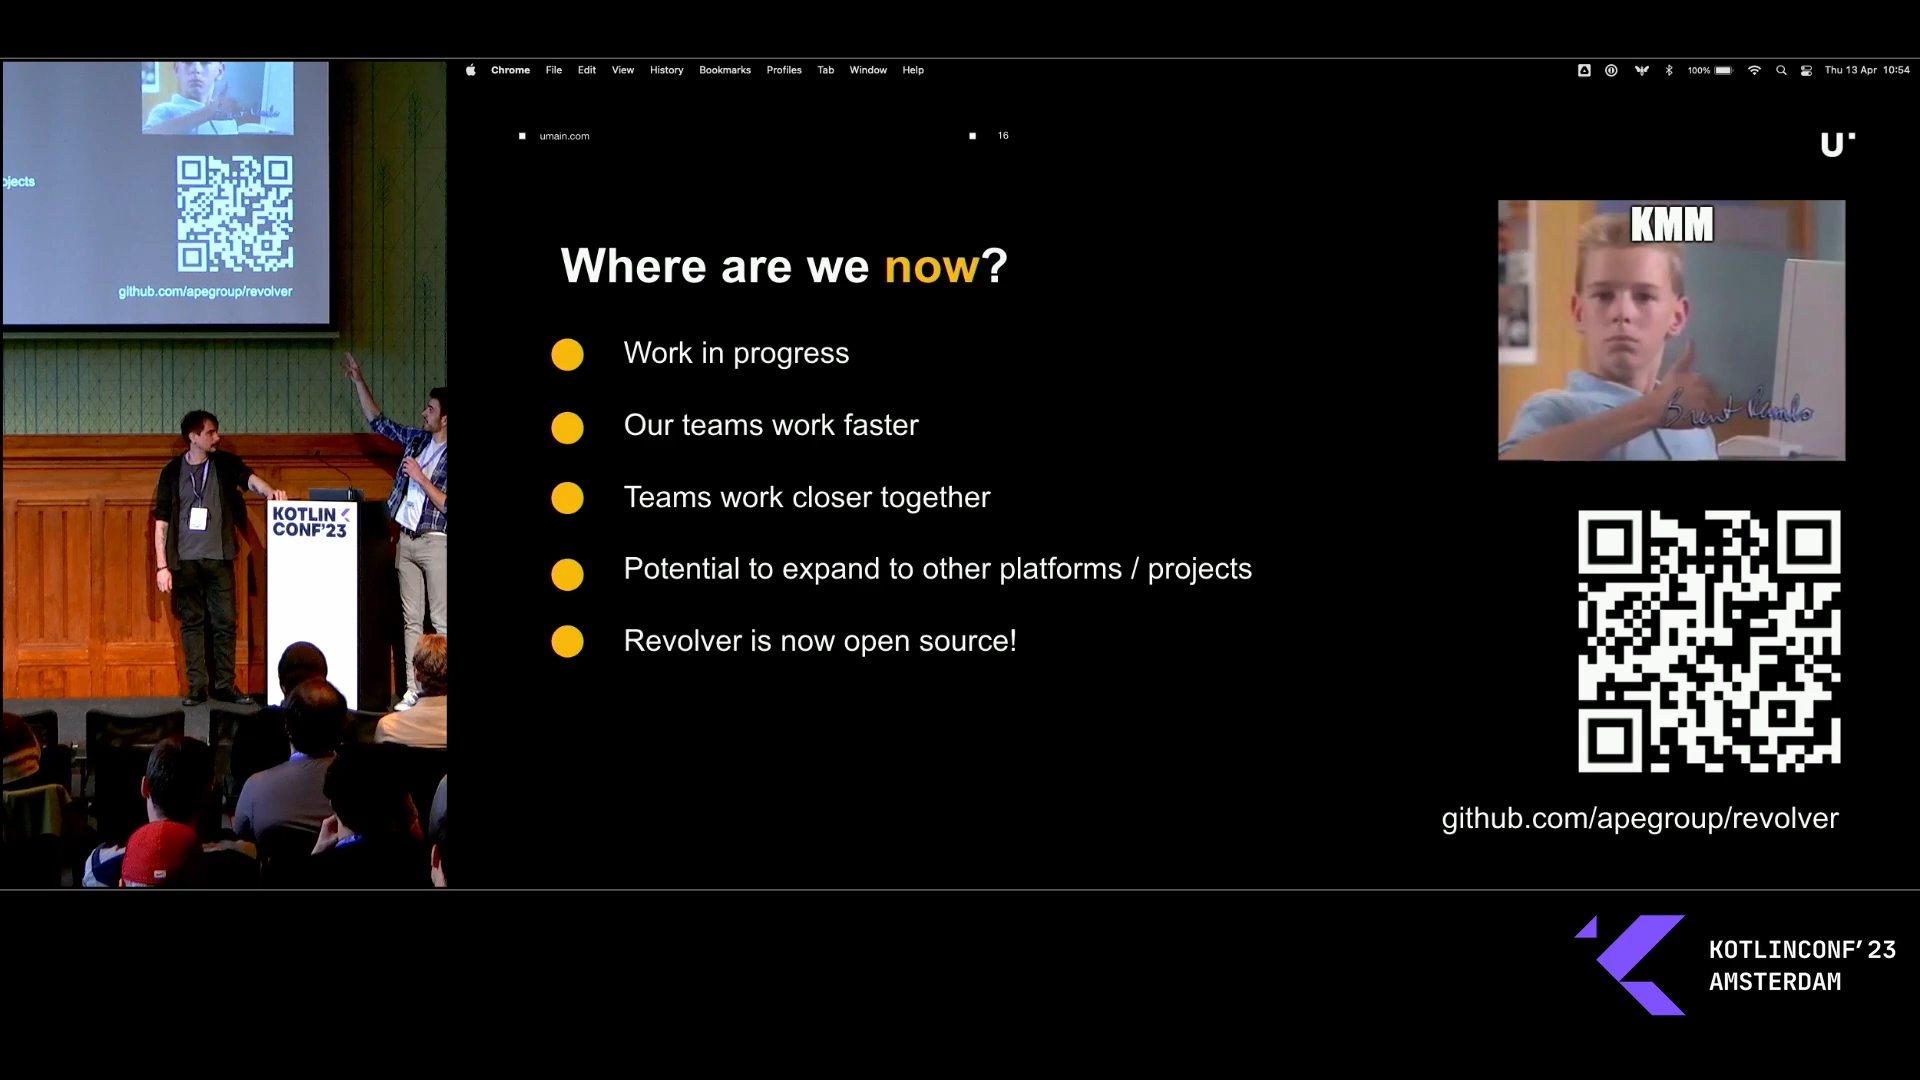 ojects
github.com/apegroup/revolver
KOTLIN
CONF'23
Chrome File Edit View History Bookmarks Profiles Tab Window Help
100% Thu 13 Apr 10:54
umain.com
16
U
KMM
Brent Rambo
Where are we now?
Work in progress
Our teams work faster
Teams work closer together
Potential to expand to other platforms / projects
Revolver is now open source!
github.com/apegroup/revolver
KOTLINCONF'23
AMSTERDAM